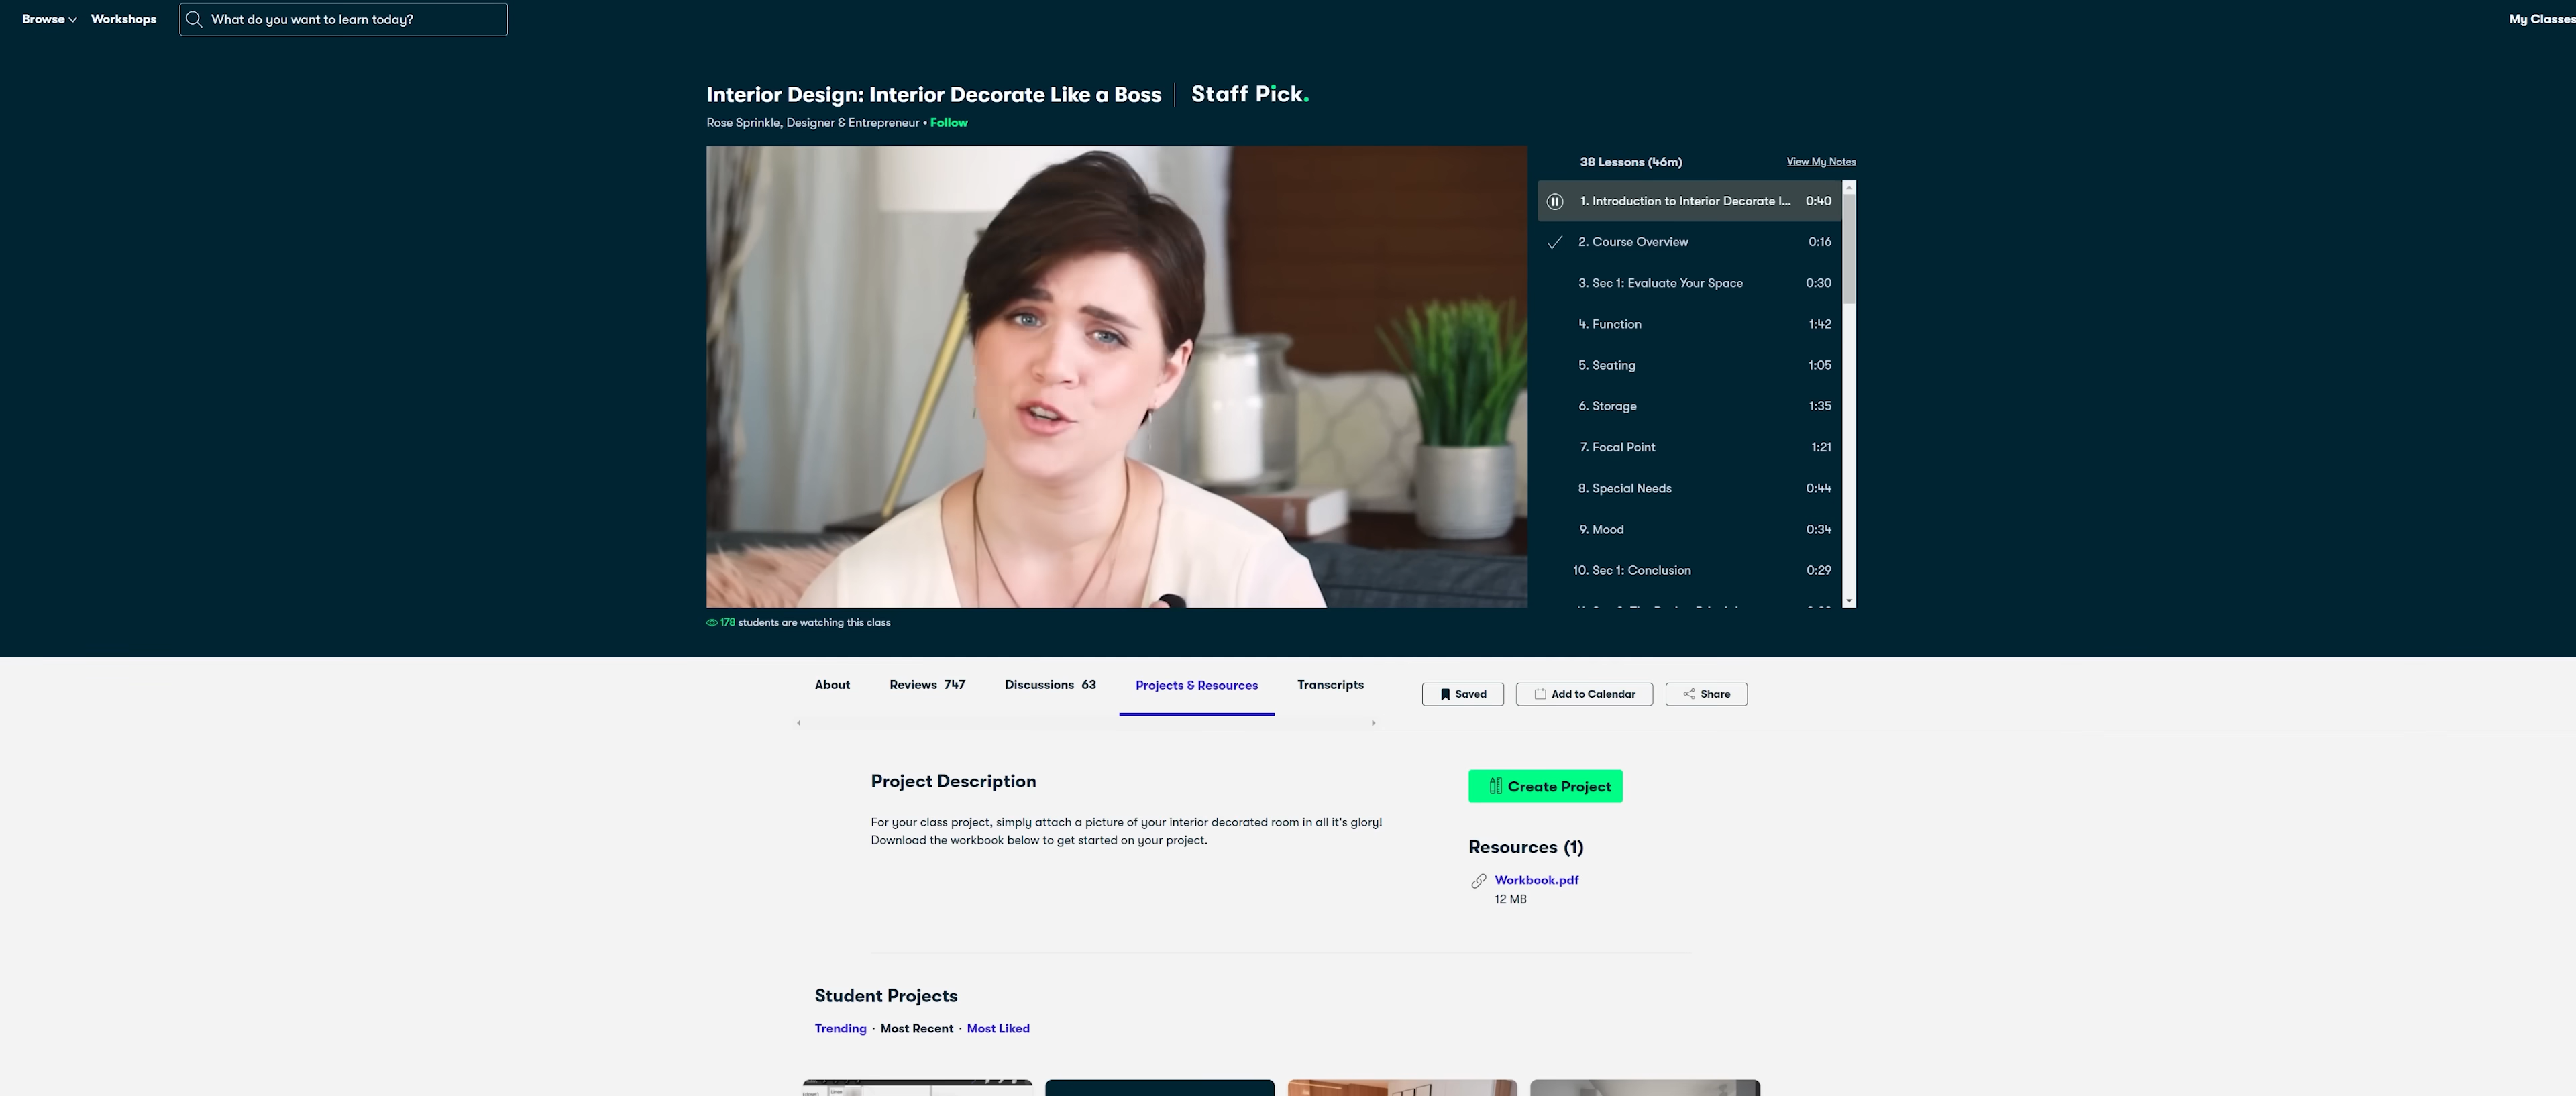 Browse
Workshops
What do you want to learn today?
My Classes
Interior Design: Interior Decorate Like a Boss
Staff Pick.
Rose Sprinkle, Designer & Entrepreneur • Follow
38 Lessons (46m)
View My Notes
1. Introduction to Interior Decorate l... 0:40
2. Course Overview 0:16
3. Sec 1: Evaluate Your Space 0:30
4. Function 1:42
5. Seating 1:05
6. Storage 1:35
7. Focal Point 1:21
8. Special Needs 0:44
9. Mood 0:34
10. Sec 1: Conclusion 0:29
178 students are watching this class
About
Reviews 747
Discussions 63
Projects & Resources
Transcripts
Saved
Add to Calendar
Share
Project Description
For your class project, simply attach a picture of your interior decorated room in all it's glory!
Download the workbook below to get started on your project.
Create Project
Resources (1)
Workbook.pdf
12 MB
Student Projects
Trending · Most Recent · Most Liked